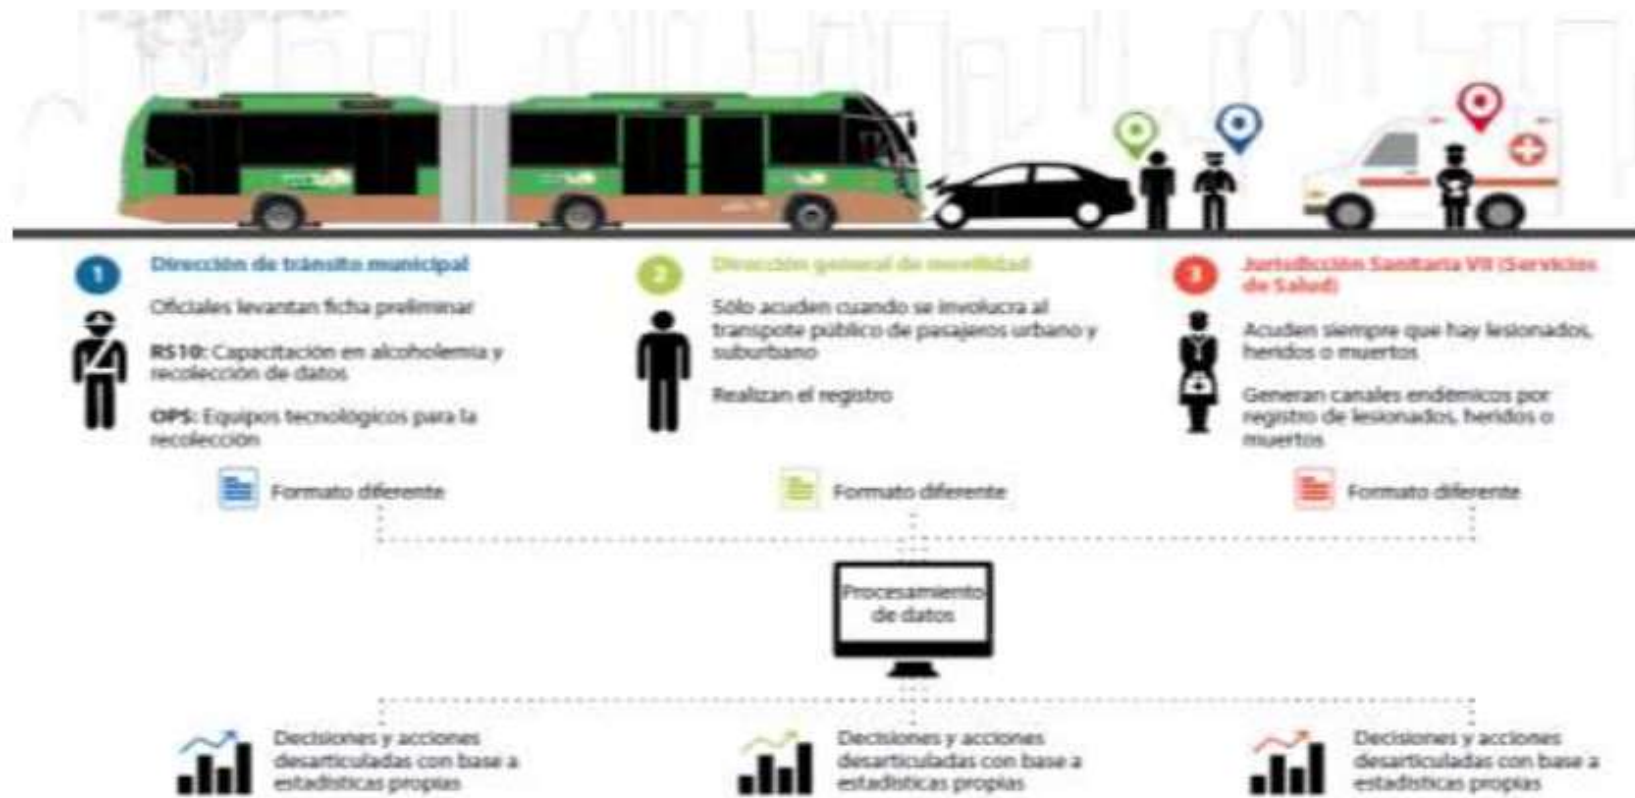 1
Dirección de tránsito municipal
Oficiales levantan ficha preliminar
RS10: Capacitación en alcoholemia y
recolección de datos
OPS: Equipos tecnológicos para la
recolección
Formato diferente
2
Dirección general de movilidad
Sólo acuden cuando se involucra al
transpote público de pasajeros urbano y
suburbano
Realizan el registro
Formato diferente
3
Jurisdicción Sanitaria VII (Servicios
de Salud)
Acuden siempre que hay lesionados,
heridos o muertos
Generan canales endémicos por
registro de lesionados, heridos o
muertos
Formato diferente
Procesamiento
de datos
Decisiones y acciones
desarticuladas con base a
estadísticas propias
Decisiones y acciones
desarticuladas con base a
estadísticas propias
Decisiones y acciones
desarticuladas con base a
estadísticas propias